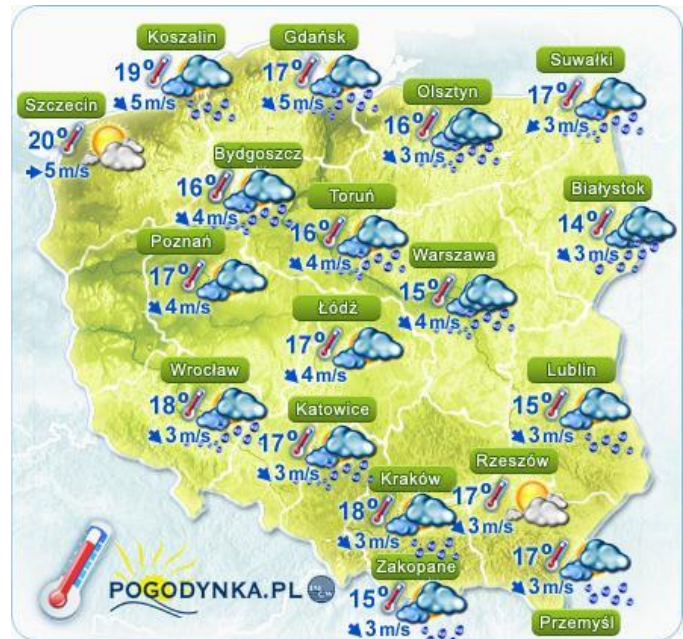 Koszalin
19°
5 m/s
Gdańsk
17°
5 m/s
Suwałki
17°
3 m/s
Szczecin
20°
5 m/s
Olsztyn
16°
3 m/s
Bydgoszcz
16°
4 m/s
Toruń
16°
4 m/s
Białystok
14°
3 m/s
Poznań
17°
4 m/s
Warszawa
15°
4 m/s
Łódź
17°
4 m/s
Wrocław
18°
3 m/s
Katowice
17°
3 m/s
Lublin
15°
3 m/s
Kraków
18°
3 m/s
Rzeszów
17°
3 m/s
Zakopane
15°
3 m/s
17°
3 m/s
Przemyśl
POGODYNKA.PL